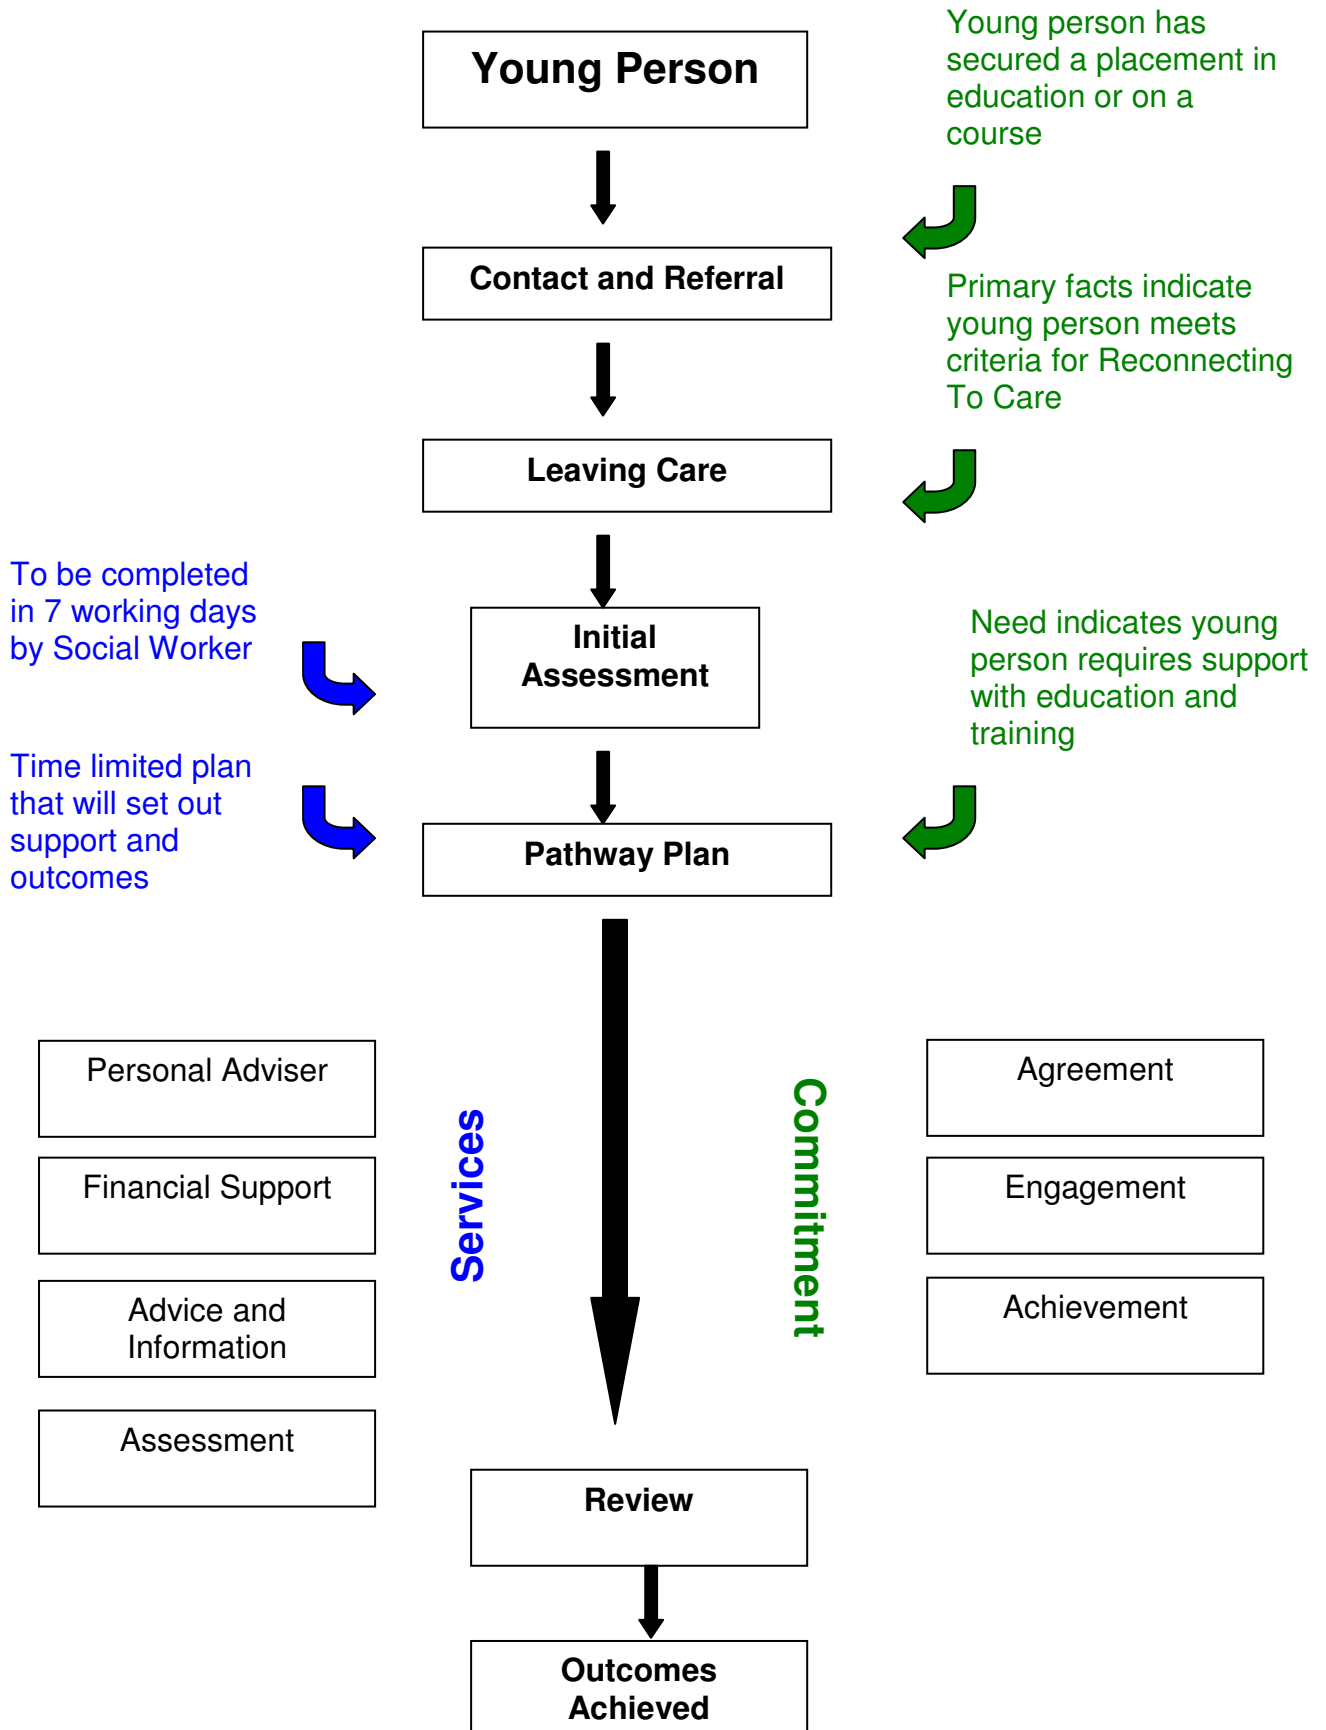 Young Person
Young person has
secured a placement in
education or on a
course
Contact and Referral
Primary facts indicate
young person meets
criteria for Reconnecting
To Care
Leaving Care
To be completed
in 7 working days
by Social Worker
Initial
Assessment
Need indicates young
person requires support
with education and
training
Time limited plan
that will set out
support and
outcomes
Pathway Plan
Personal Adviser
Financial Support
Advice and
Information
Assessment
Services
Commitment
Agreement
Engagement
Achievement
Review
Outcomes
Achieved